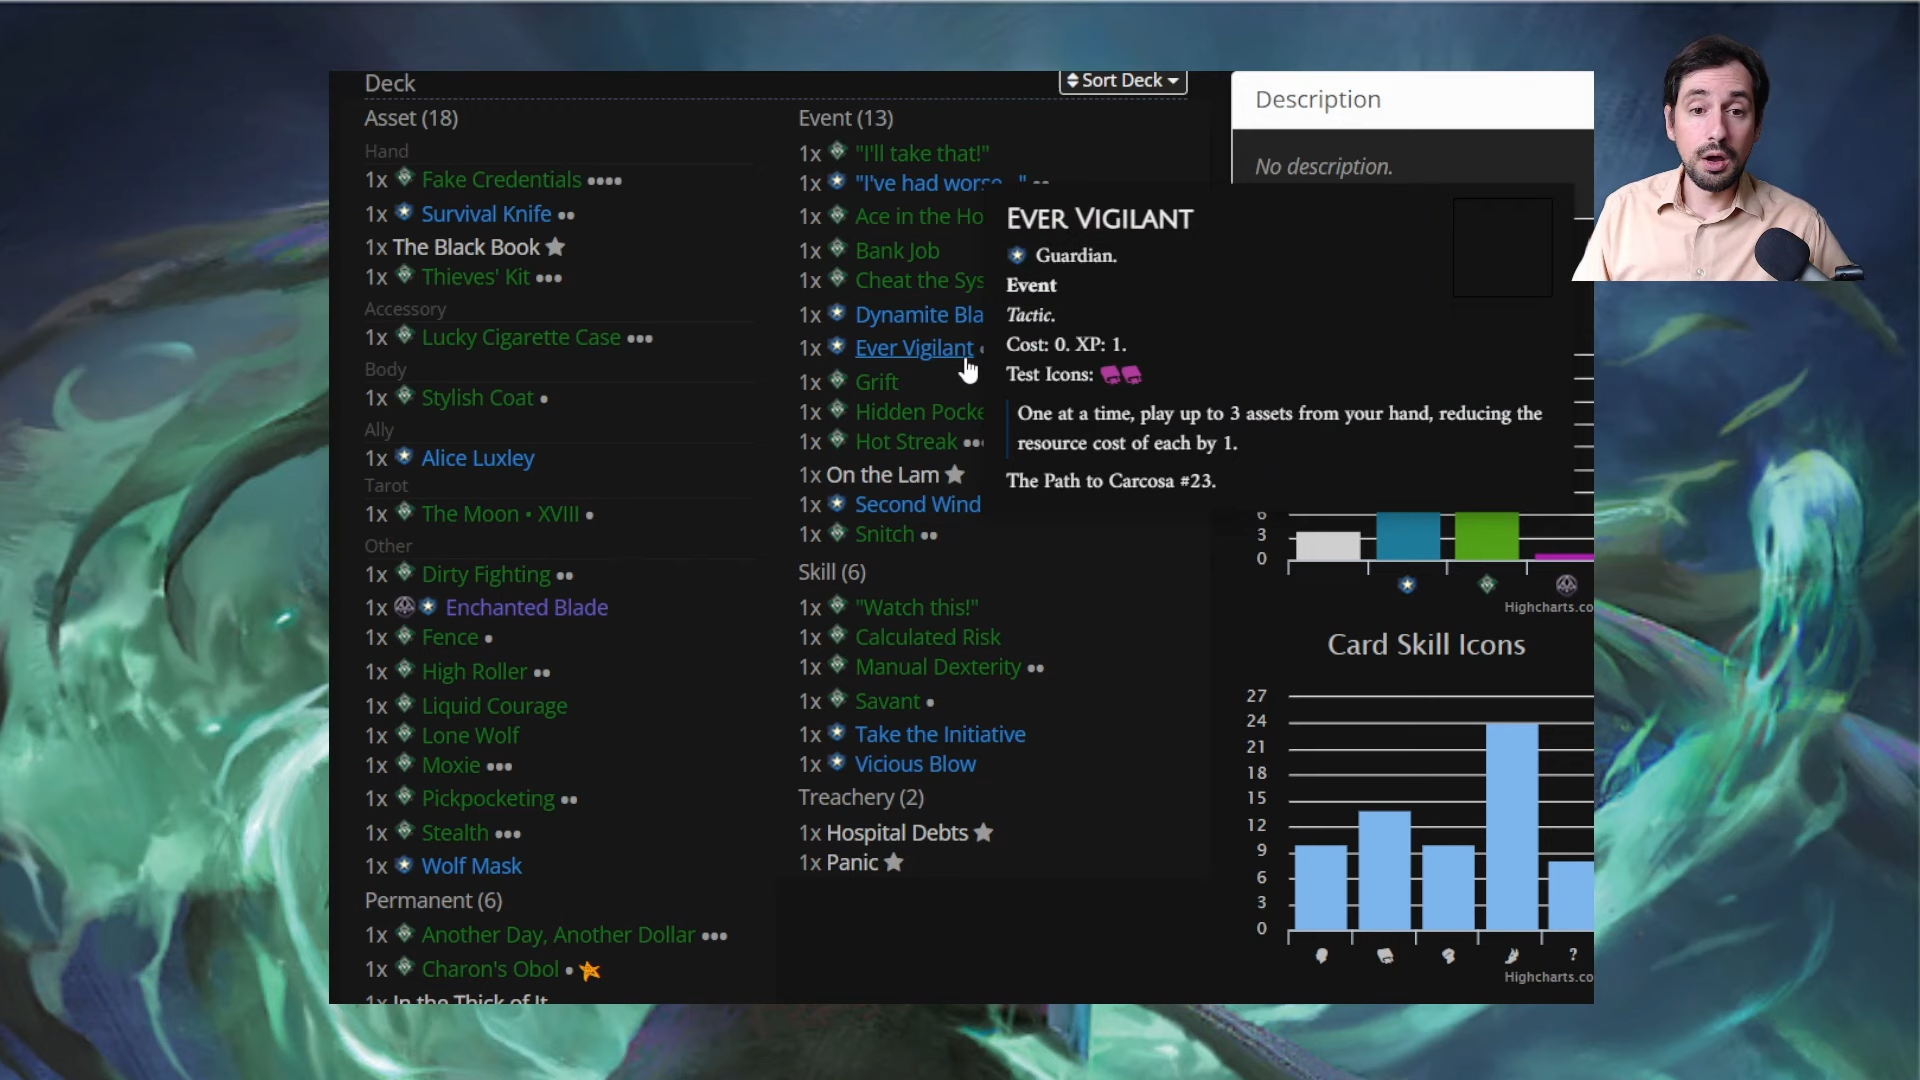 Deck
Sort Deck
Asset (18)
Hand
1x Fake Credentials
1x Survival Knife
1x The Black Book
1x Thieves' Kit
Accessory
1x Lucky Cigarette Case
Body
1x Stylish Coat
Ally
1x Alice Luxley
Tarot
1x The Moon • XVIII
Other
1x Dirty Fighting
1x Enchanted Blade
1x Fence
1x High Roller
1x Liquid Courage
1x Lone Wolf
1x Moxie
1x Pickpocketing
1x Stealth
1x Wolf Mask
Permanent (6)
1x Another Day, Another Dollar
1x Charon's Obol
1x In the Thick of It
Event (13)
1x "I'll take that!"
1x "I've had worse…"
1x Ace in the Ho
1x Bank Job
1x Cheat the Sys
1x Dynamite Bla
1x Ever Vigilant
1x Grift
1x Hidden Pocke
1x Hot Streak
1x On the Lam
1x Second Wind
1x Snitch
Skill (6)
1x "Watch this!"
1x Calculated Risk
1x Manual Dexterity
1x Savant
1x Take the Initiative
1x Vicious Blow
Treachery (2)
1x Hospital Debts
1x Panic
Description
No description.
EVER VIGILANT
Guardian.
Event
Tactic.
Cost: 0. XP: 1.
Test Icons:
One at a time, play up to 3 assets from your hand, reducing the
resource cost of each by 1.
The Path to Carcosa #23.
6
3
0
Highcharts.co
Card Skill Icons
27
24
21
18
15
12
9
6
3
0
?
Highcharts.co